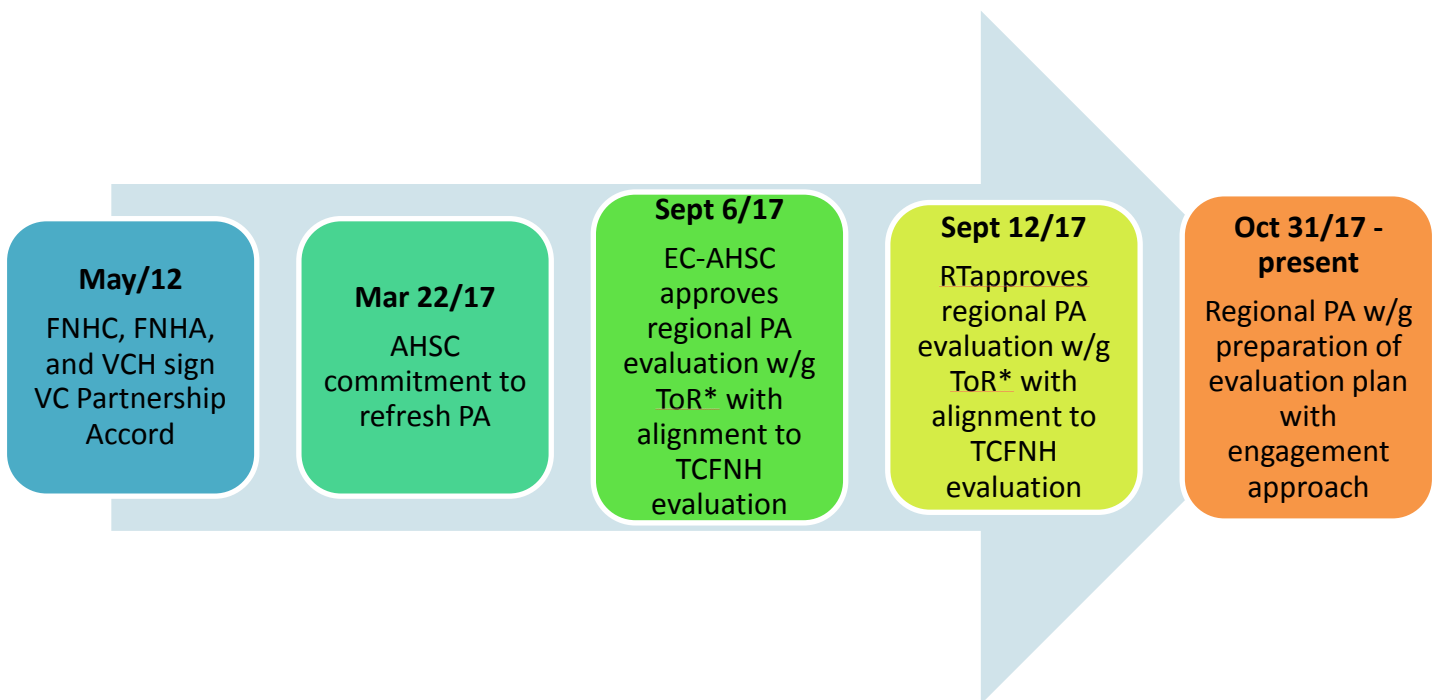 May/12
FNHC, FNHA,
and VCH sign
VC Partnership
Accord
Mar 22/17
AHSC
commitment to
refresh PA
Sept 6/17
EC-AHSC
approves
regional PA
evaluation w/g
ToR* with
alignment to
TCFNH
evaluation
Sept 12/17
RTapproves
regional PA
evaluation w/g
ToR* with
alignment to
TCFNH
evaluation
Oct 31/17 -
present
Regional PA w/g
preparation of
evaluation plan
with
engagement
approach